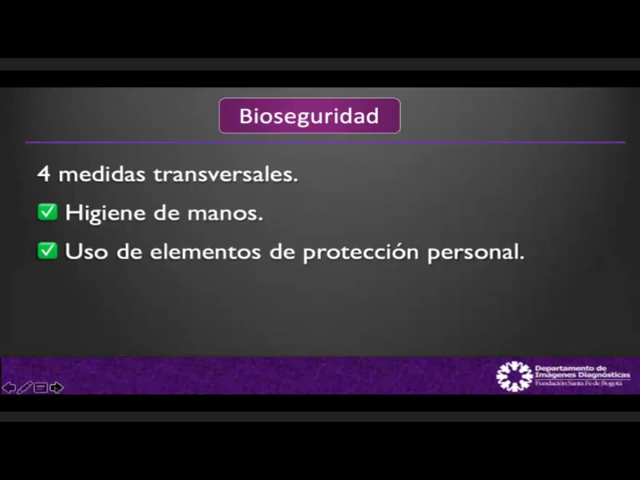 Bioseguridad
4 medidas transversales.
Higiene de manos.
Uso de elementos de protección personal.
Departamento de
Imágenes Diagnósticas
Fundación Santa Fe de Bogotá